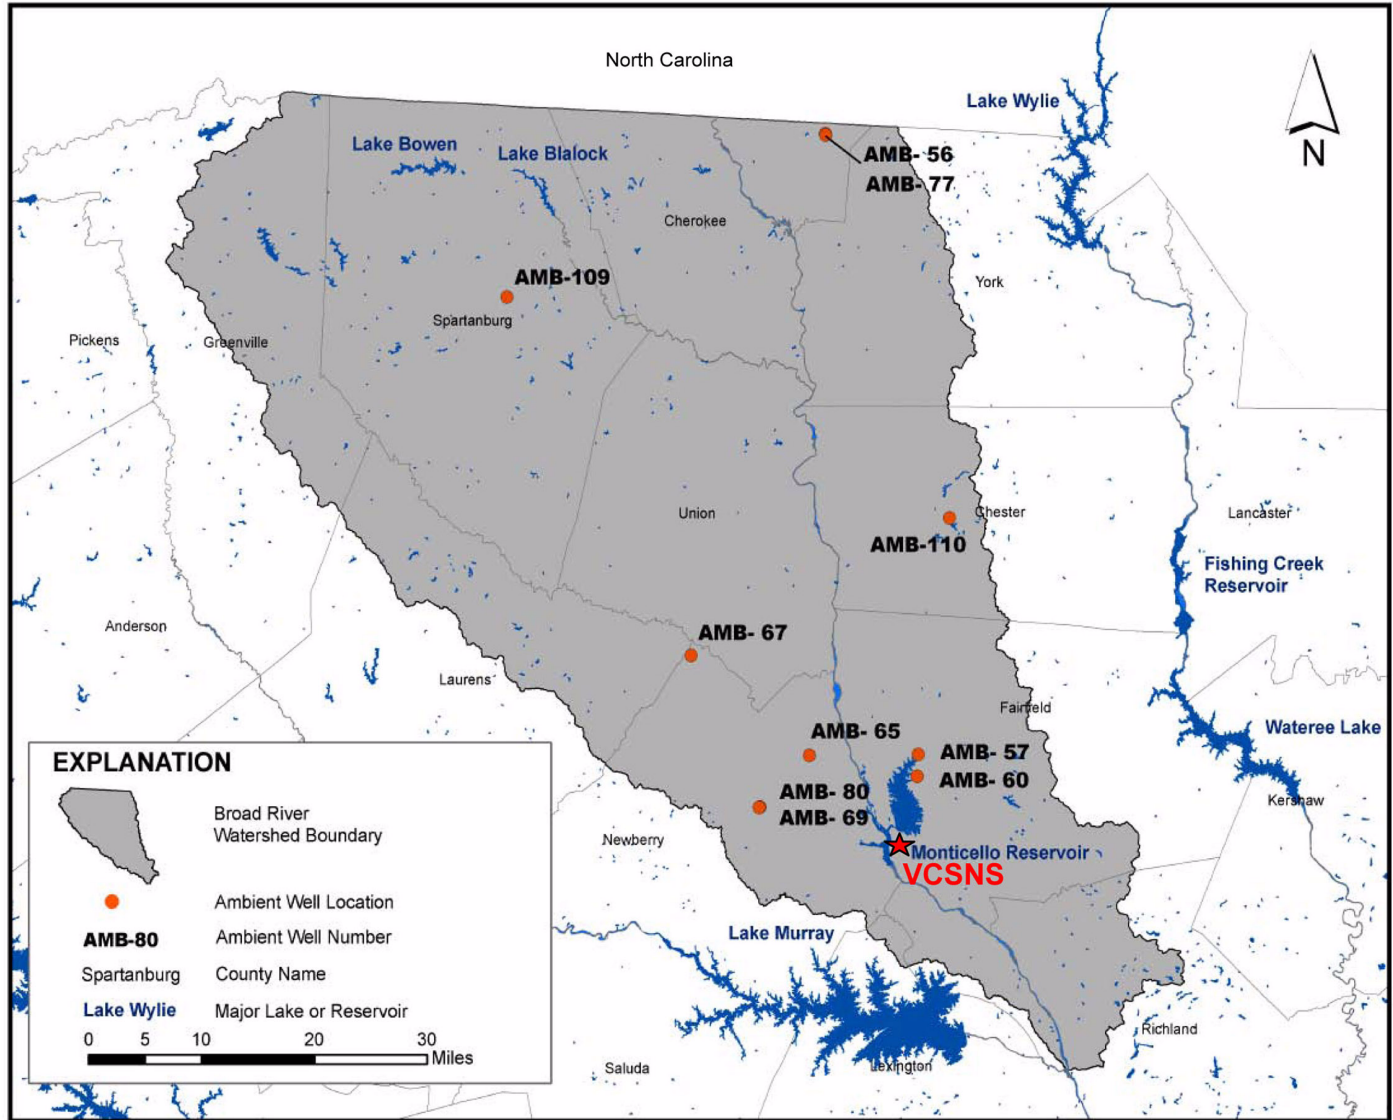 North Carolina
Lake Wylie
N
Lake Bowen
Lake Blalock
AMB- 56
AMB- 77
Cherokee
AMB-109
York
Spartanburg
Pickens
Greenville
Union
Chester
Lancaster
AMB-110
Fishing Creek
Reservoir
Anderson
AMB- 67
Laurens
Fairfield
Wateree Lake
AMB- 65
AMB- 57
AMB- 60
AMB- 80
AMB- 69
Kershaw
Newberry
Monticello Reservoir
VCSNS
Lake Murray
Richland
Saluda
Lexington
EXPLANATION
Broad River
Watershed Boundary
Ambient Well Location
AMB-80 Ambient Well Number
Spartanburg County Name
Lake Wylie Major Lake or Reservoir
0 5 10 20 30
Miles